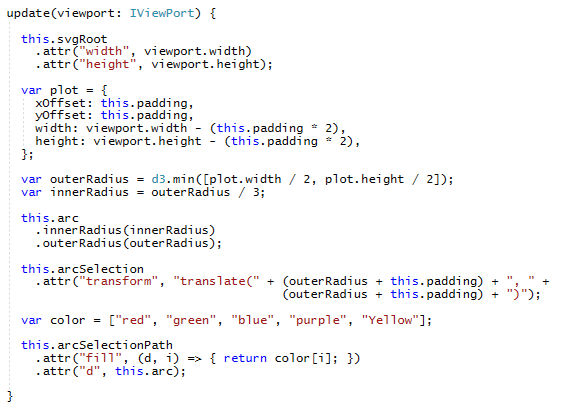 update(viewport: IViewPort) {
this.svgRoot
.attr("width", viewport.width)
.attr("height", viewport.height);
var plot = {
xOffset: this.padding,
yOffset: this.padding,
width: viewport.width - (this.padding * 2),
height: viewport.height - (this.padding * 2),
};
var outerRadius = d3.min([plot.width / 2, plot.height / 2]);
var innerRadius = outerRadius / 3;
this.arc
.innerRadius(innerRadius)
.outerRadius(outerRadius);
this.arcSelection
.attr("transform", "translate(" + (outerRadius + this.padding) + ", " +
(outerRadius + this.padding) + ")");
var color = ["red", "green", "blue", "purple", "Yellow"];
this.arcSelectionPath
.attr("fill", (d, i) => { return color[i]; })
.attr("d", this.arc);
}